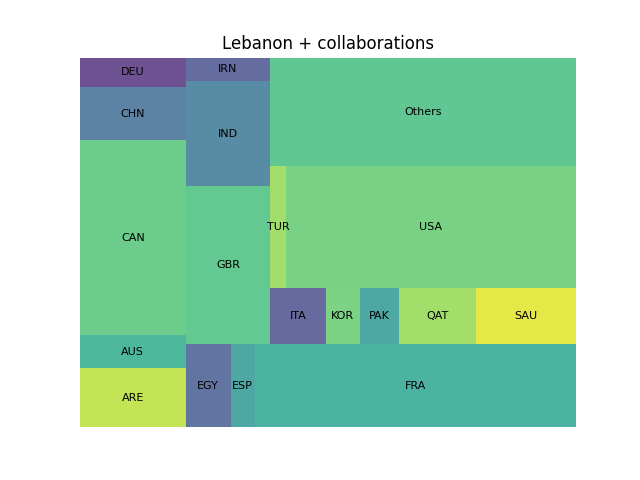 Lebanon + collaborations
DEU
IRN
CHN
Others
IND
CAN
TUR
USA
GBR
ITA
KOR
PAK
QAT
SAU
AUS
EGY
ESP
FRA
ARE